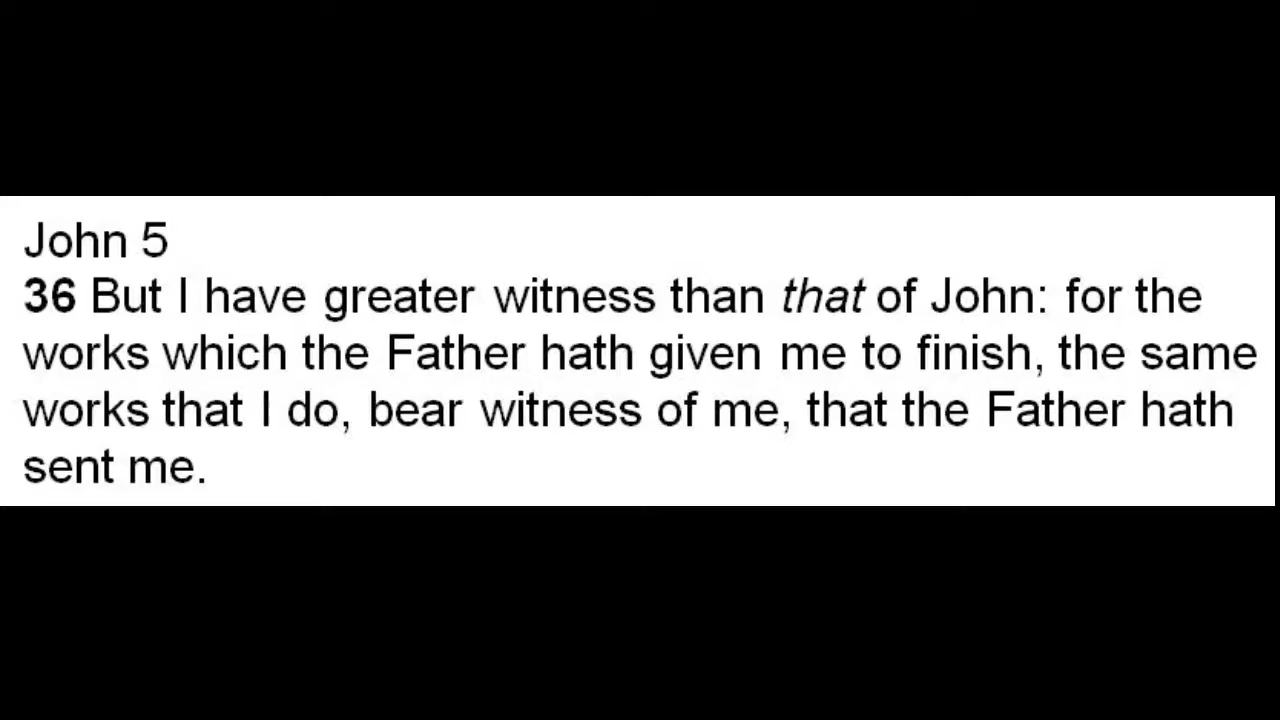 John 5
36 But I have greater witness than that of John: for the
works which the Father hath given me to finish, the same
works that I do, bear witness of me, that the Father hath
sent me.